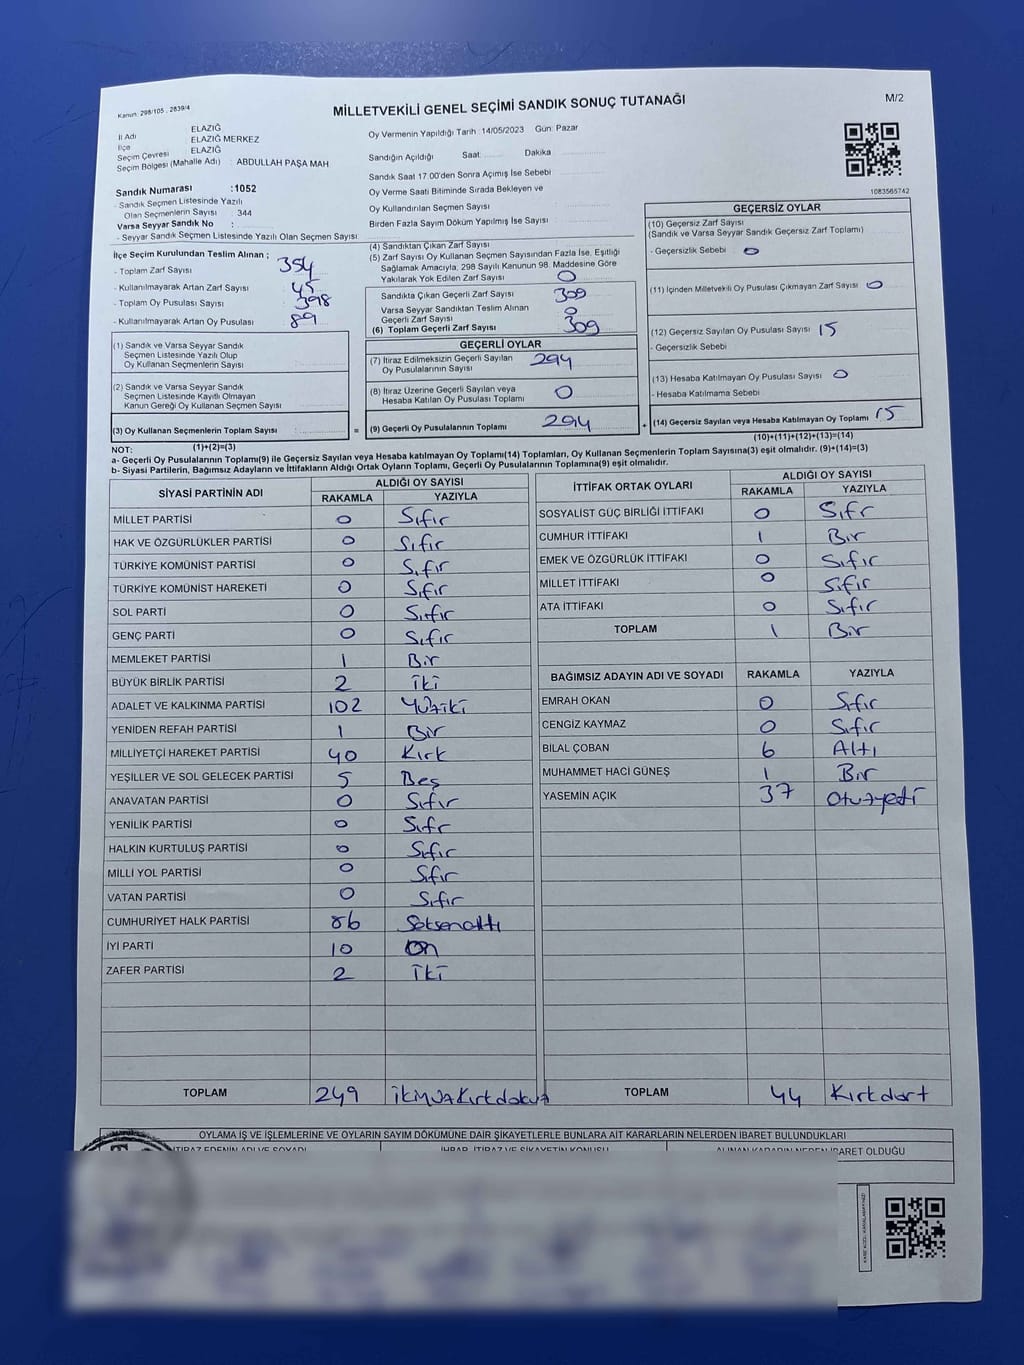 Kanun: 298/105 , 2839/4
MİLLETVEKİLİ GENEL SEÇİMİ SANDIK SONUÇ TUTANAĞI
M/2
İl Adı ELAZIĞ
İlçe ELAZIĞ MERKEZ
Seçim Çevresi ELAZIĞ
Seçim Bölgesi (Mahalle Adı) : ABDULLAH PAŞA MAH.
Sandık Numarası :1052
- Sandık Seçmen Listesinde Yazılı
Olan Seçmenlerin Sayısı : 344
Varsa Seyyar Sandık No :
- Seyyar Sandık Seçmen Listesinde Yazılı Olan Seçmen Sayısı
Oy Vermenin Yapıldığı Tarih : 14/05/2023 Gün: Pazar
Sandığın Açıldığı Saat: Dakika
Sandık Saat 17:00'den Sonra Açımış İse Sebebi
Oy Verme Saati Bitiminde Sırada Bekleyen ve
Oy Kullandırılan Seçmen Sayısı :
Birden Fazla Sayım Döküm Yapılmış İse Sayısı :
1083565742
İlçe Seçim Kurulundan Teslim Alınan ;
- Toplam Zarf Sayısı 354
- Kullanılmayarak Artan Zarf Sayısı 45
- Toplam Oy Pusulası Sayısı : 398
- Kullanılmayarak Artan Oy Pusulası 89
(1) Sandık ve Varsa Seyyar Sandık
Seçmen Listesinde Yazılı Olup
Oy Kullanan Seçmenlerin Sayısı
(2) Sandık ve Varsa Seyyar Sandık
Seçmen Listesinde Kayıtlı Olmayan
Kanun Gereği Oy Kullanan Seçmen Sayısı
(3) Oy Kullanan Seçmenlerin Toplam Sayısı =
(1)+(2)=(3)
(4) Sandıktan Çıkan Zarf Sayısı
(5) Zarf Sayısı Oy Kullanan Seçmen Sayısından Fazla İse, Eşitliği
Sağlamak Amacıyla, 298 Sayılı Kanunun 98. Maddesine Göre
Yakılarak Yok Edilen Zarf Sayısı 0
Sandıkta Çıkan Geçerli Zarf Sayısı 309
Varsa Seyyar Sandıktan Teslim Alınan
Geçerli Zarf Sayısı 0
(6) Toplam Geçerli Zarf Sayısı 309
GEÇERLİ OYLAR
(7) İtiraz Edilmeksizin Geçerli Sayılan
Oy Pusulalarının Sayısı 294
(8) İtiraz Üzerine Geçerli Sayılan veya
Hesaba Katılan Oy Pusulası Toplamı 0
(9) Geçerli Oy Pusulalarının Toplamı 294 +
GEÇERSİZ OYLAR
(10) Geçersiz Zarf Sayısı
(Sandık ve Varsa Seyyar Sandık Geçersiz Zarf Toplamı)
- Geçersizlik Sebebi 0
(11) İçinden Milletvekili Oy Pusulası Çıkmayan Zarf Sayısı 0
(12) Geçersiz Sayılan Oy Pusulası Sayısı 15
- Geçersizlik Sebebi
(13) Hesaba Katılmayan Oy Pusulası Sayısı 0
- Hesaba Katılmama Sebebi
(14) Geçersiz Sayılan veya Hesaba Katılmayan Oy Toplamı 15
(10)+(11)+(12)+(13)=(14)
NOT:
a- Geçerli Oy Pusulalarının Toplamı(9) ile Geçersiz Sayılan veya Hesaba Katılmayan Oy Toplamı(14) Toplamları, Oy Kullanan Seçmenlerin Toplam Sayısına(3) eşit olmalıdır. (9)+(14)=(3)
b- Siyasi Partilerin, Bağımsız Adayların ve İttifakların Aldığı Ortak Oyların Toplamı, Geçerli Oy Pusulalarının Toplamına(9) eşit olmalıdır.
SİYASİ PARTİNİN ADI ALDIĞI OY SAYISI
RAKAMLA YAZIYLA
MİLLET PARTİSİ 0 Sıfır
HAK VE ÖZGÜRLÜKLER PARTİSİ 0 Sıfır
TÜRKİYE KOMÜNİST PARTİSİ 0 Sıfır
TÜRKİYE KOMÜNİST HAREKETİ 0 Sıfır
SOL PARTİ 0 Sıfır
GENÇ PARTİ 0 Sıfır
MEMLEKET PARTİSİ 1 Bir
BÜYÜK BİRLİK PARTİSİ 2 İki
ADALET VE KALKINMA PARTİSİ 102 Yüziki
YENİDEN REFAH PARTİSİ 1 Bir
MİLLİYETÇİ HAREKET PARTİSİ 40 Kırk
YEŞİLLER VE SOL GELECEK PARTİSİ 5 Beş
ANAVATAN PARTİSİ 0 Sıfır
YENİLİK PARTİSİ 0 Sıfr
HALKIN KURTULUŞ PARTİSİ 0 Sıfır
MİLLİ YOL PARTİSİ 0 Sıfır
VATAN PARTİSİ 0 Sıfır
CUMHURİYET HALK PARTİSİ 86 Seksenaltı
İYİ PARTİ 10 On
ZAFER PARTİSİ 2 İki
TOPLAM 249 İkiyüzkırkdokuz
İTTİFAK ORTAK OYLARI ALDIĞI OY SAYISI
RAKAMLA YAZIYLA
SOSYALİST GÜÇ BİRLİĞİ İTTİFAKI 0 Sıfr
CUMHUR İTTİFAKI 1 Bir
EMEK VE ÖZGÜRLÜK İTTİFAKI 0 Sıfır
MİLLET İTTİFAKI 0 Sıfır
ATA İTTİFAKI 0 Sıfır
TOPLAM 1 Bir
BAĞIMSIZ ADAYIN ADI VE SOYADI RAKAMLA YAZIYLA
EMRAH OKAN 0 Sıfır
CENGİZ KAYMAZ 0 Sıfır
BİLAL ÇOBAN 6 Altı
MUHAMMET HACİ GÜNEŞ 1 Bir
YASEMİN AÇIK 37 Otuzyedi
TOPLAM 44 Kırkdört
OYLAMA İŞ VE İŞLEMLERİNE VE OYLARIN SAYIM DÖKÜMÜNE DAİR ŞİKAYETLERLE BUNLARA AİT KARARLARIN NELERDEN İBARET BULUNDUKLARI
İTİRAZ EDENİN ADI VE SOYADI İHBAR, İTİRAZ VE ŞİKAYETİN KONUSU ALINAN KARARIN NEDEN İBARET OLDUĞU